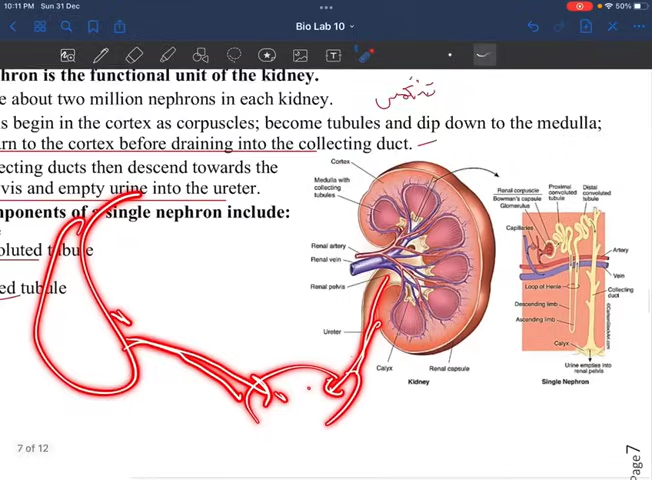 10:11 PM Sun 31 Dec
50%
Bio Lab 10
T
hron is the functional unit of the kidney.
e about two million nephrons in each kidney.
s begin in the cortex as corpuscles; become tubules and dip down to the medulla;
rn to the cortex before draining into the collecting duct.
ecting ducts then descend towards the
lvis and empty urine into the ureter.
mponents of a single nephron include:
oluted tubule
ed tubule
Cortex
Medulla with
collecting
tubules
Renal artery
Renal vein
Renal pelvis
Ureter
Calyx
Renal capsule
Kidney
Renal corpuscle
Bowman's capsule
Glomerulus
Proximal
convoluted
tubule
Distal
convoluted
tubule
Capillaries
Artery
Vein
Loop of Henle
Collecting
duct
Descending limb
Ascending limb
Calyx
Urine empties into
renal pelvis
Single Nephron
7 of 12
Page7